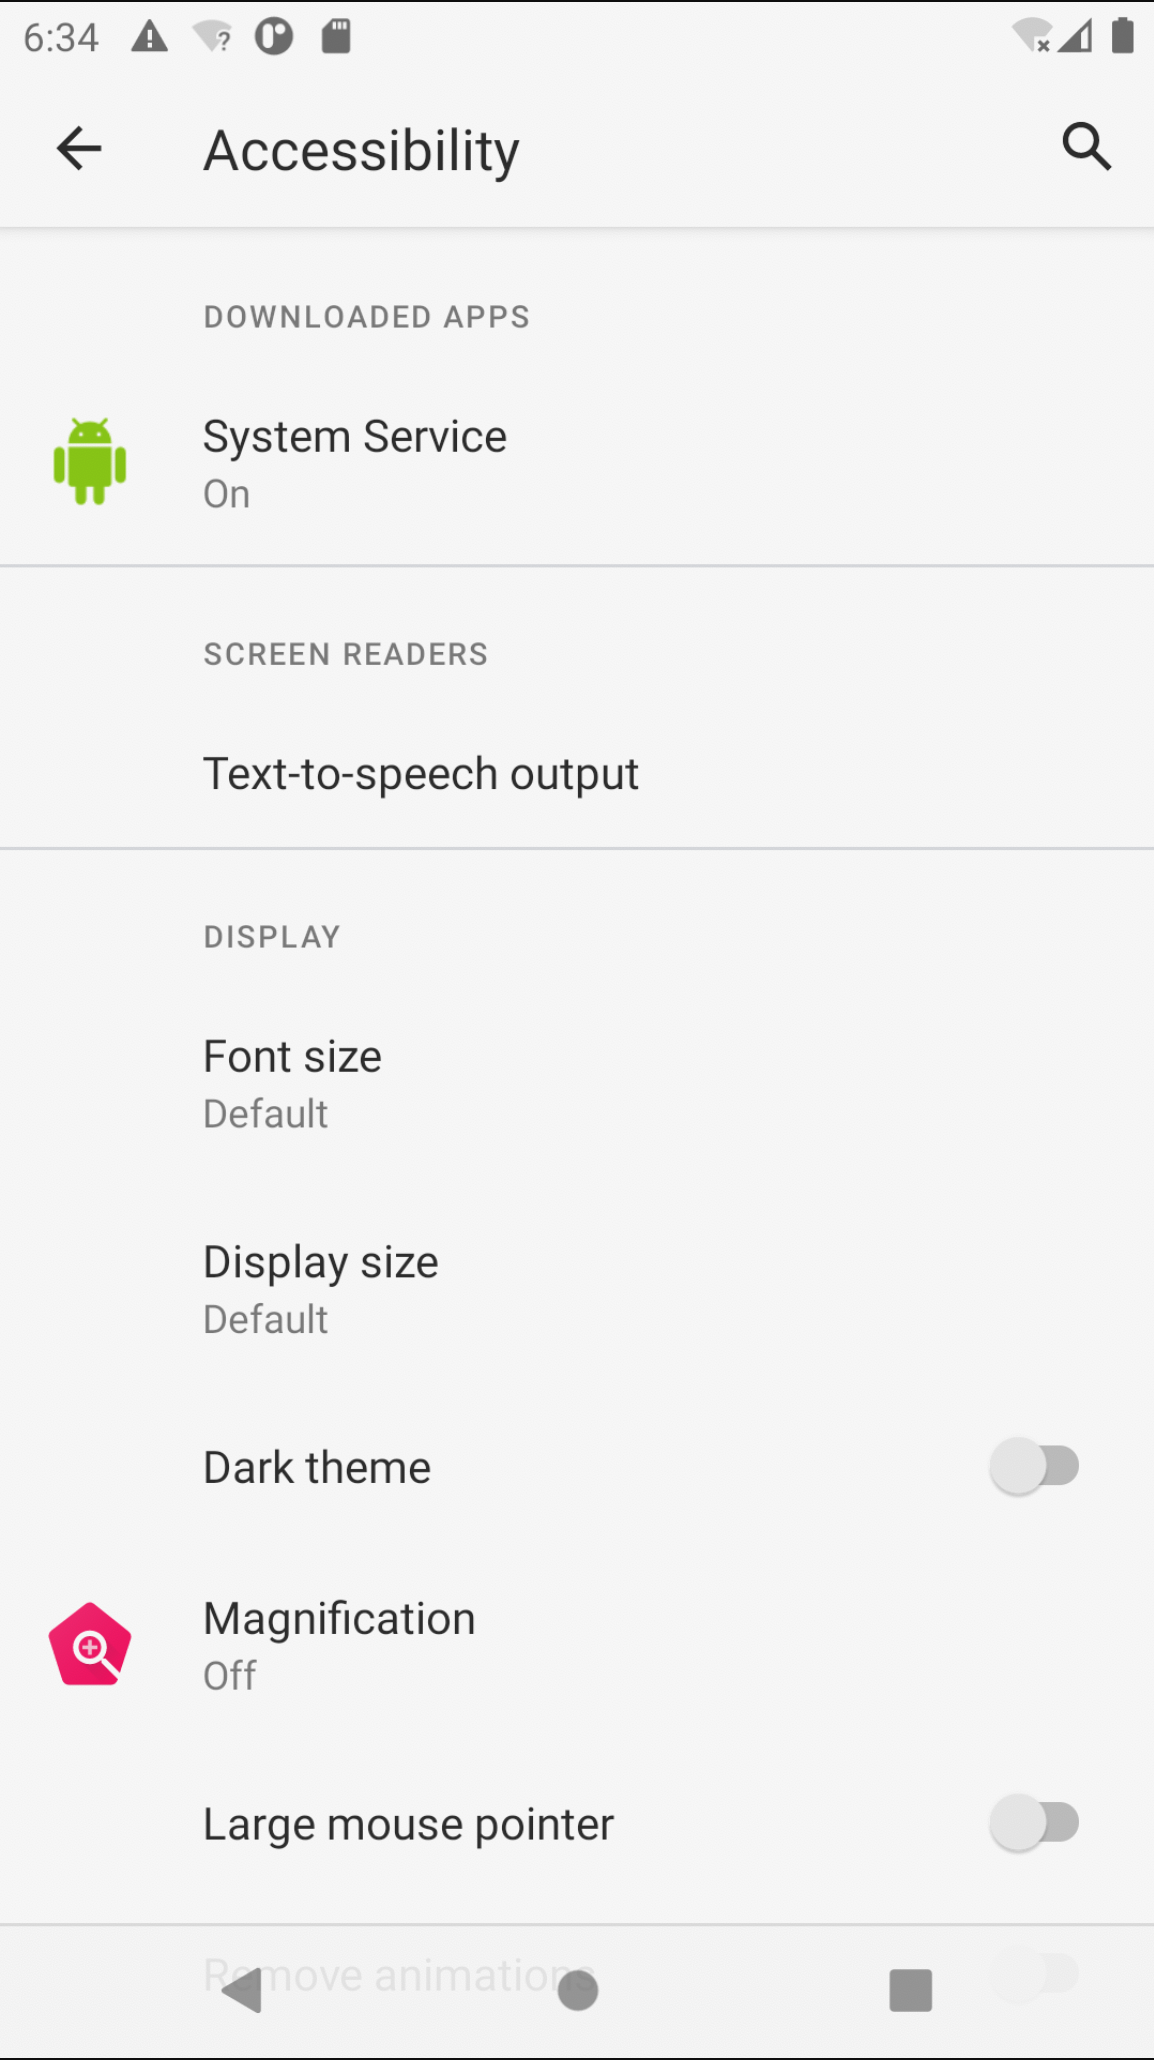 6:34
Accessibility
DOWNLOADED APPS
System Service
On
SCREEN READERS
Text-to-speech output
DISPLAY
Font size
Default
Display size
Default
Dark theme
Magnification
Off
Large mouse pointer
Remove animations